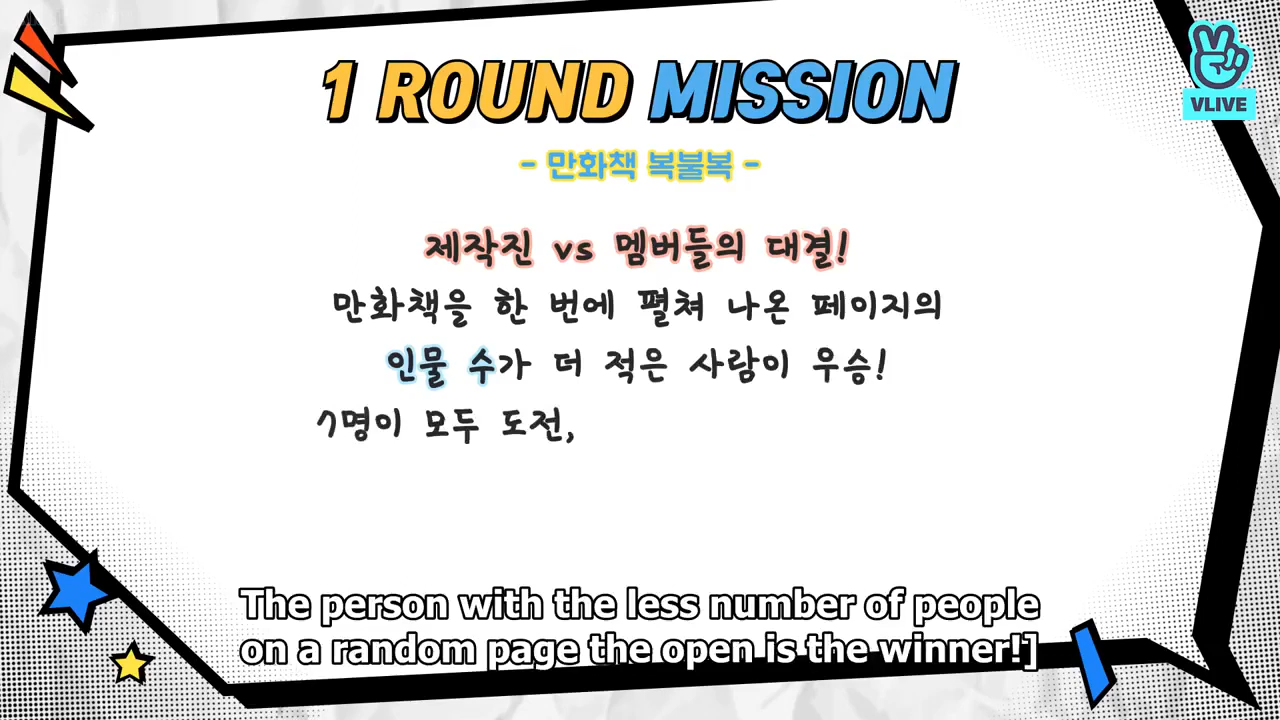 1 ROUND MISSION
VLIVE
- 만화책 복불복 -
제작진 vs 멤버들의 대결!
만화책을 한 번에 펼쳐 나온 페이지의
인물 수가 더 적은 사람이 우승!
7명이 모두 도전,
The person with the less number of people
on a random page the open is the winner!]